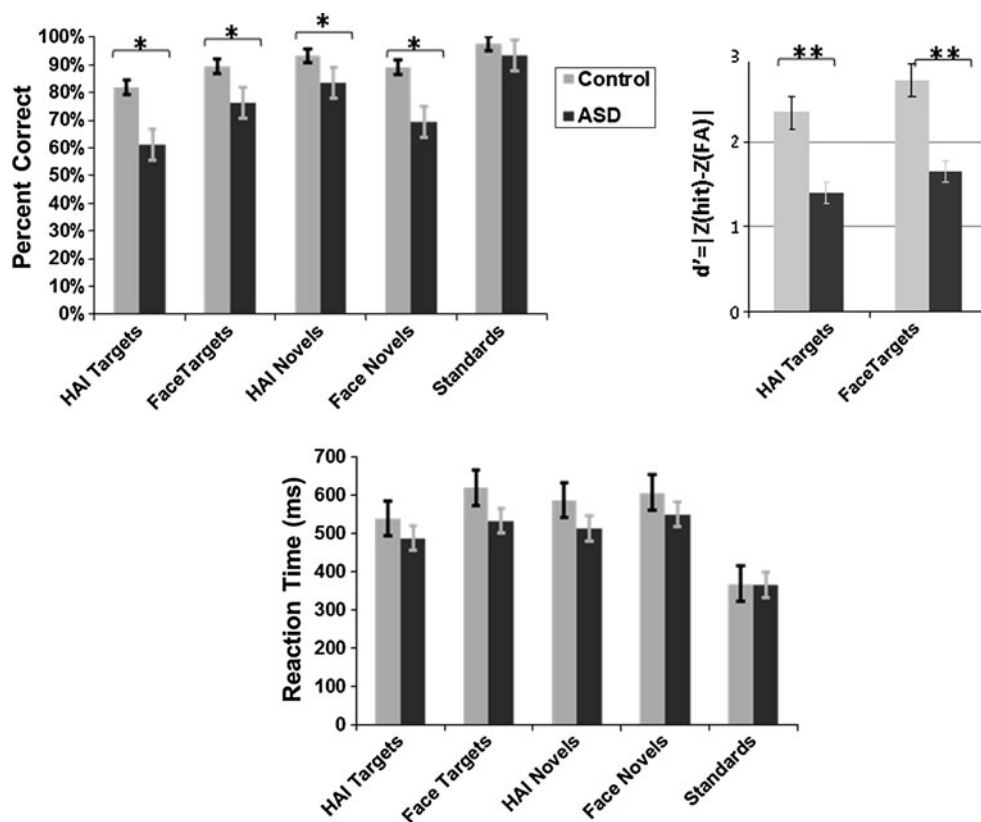 *
*
*
*
100%
90%
80%
70%
60%
50%
40%
30%
20%
10%
0%
Percent Correct
HAI Targets
FaceTargets
HAI Novels
Face Novels
Standards
Control
ASD
**
**
3
2
1
0
d'=|Z(hit)-Z(FA)|
HAI Targets
FaceTargets
700
600
500
400
300
200
100
0
Reaction Time (ms)
HAI Targets
Face Targets
HAI Novels
Face Novels
Standards